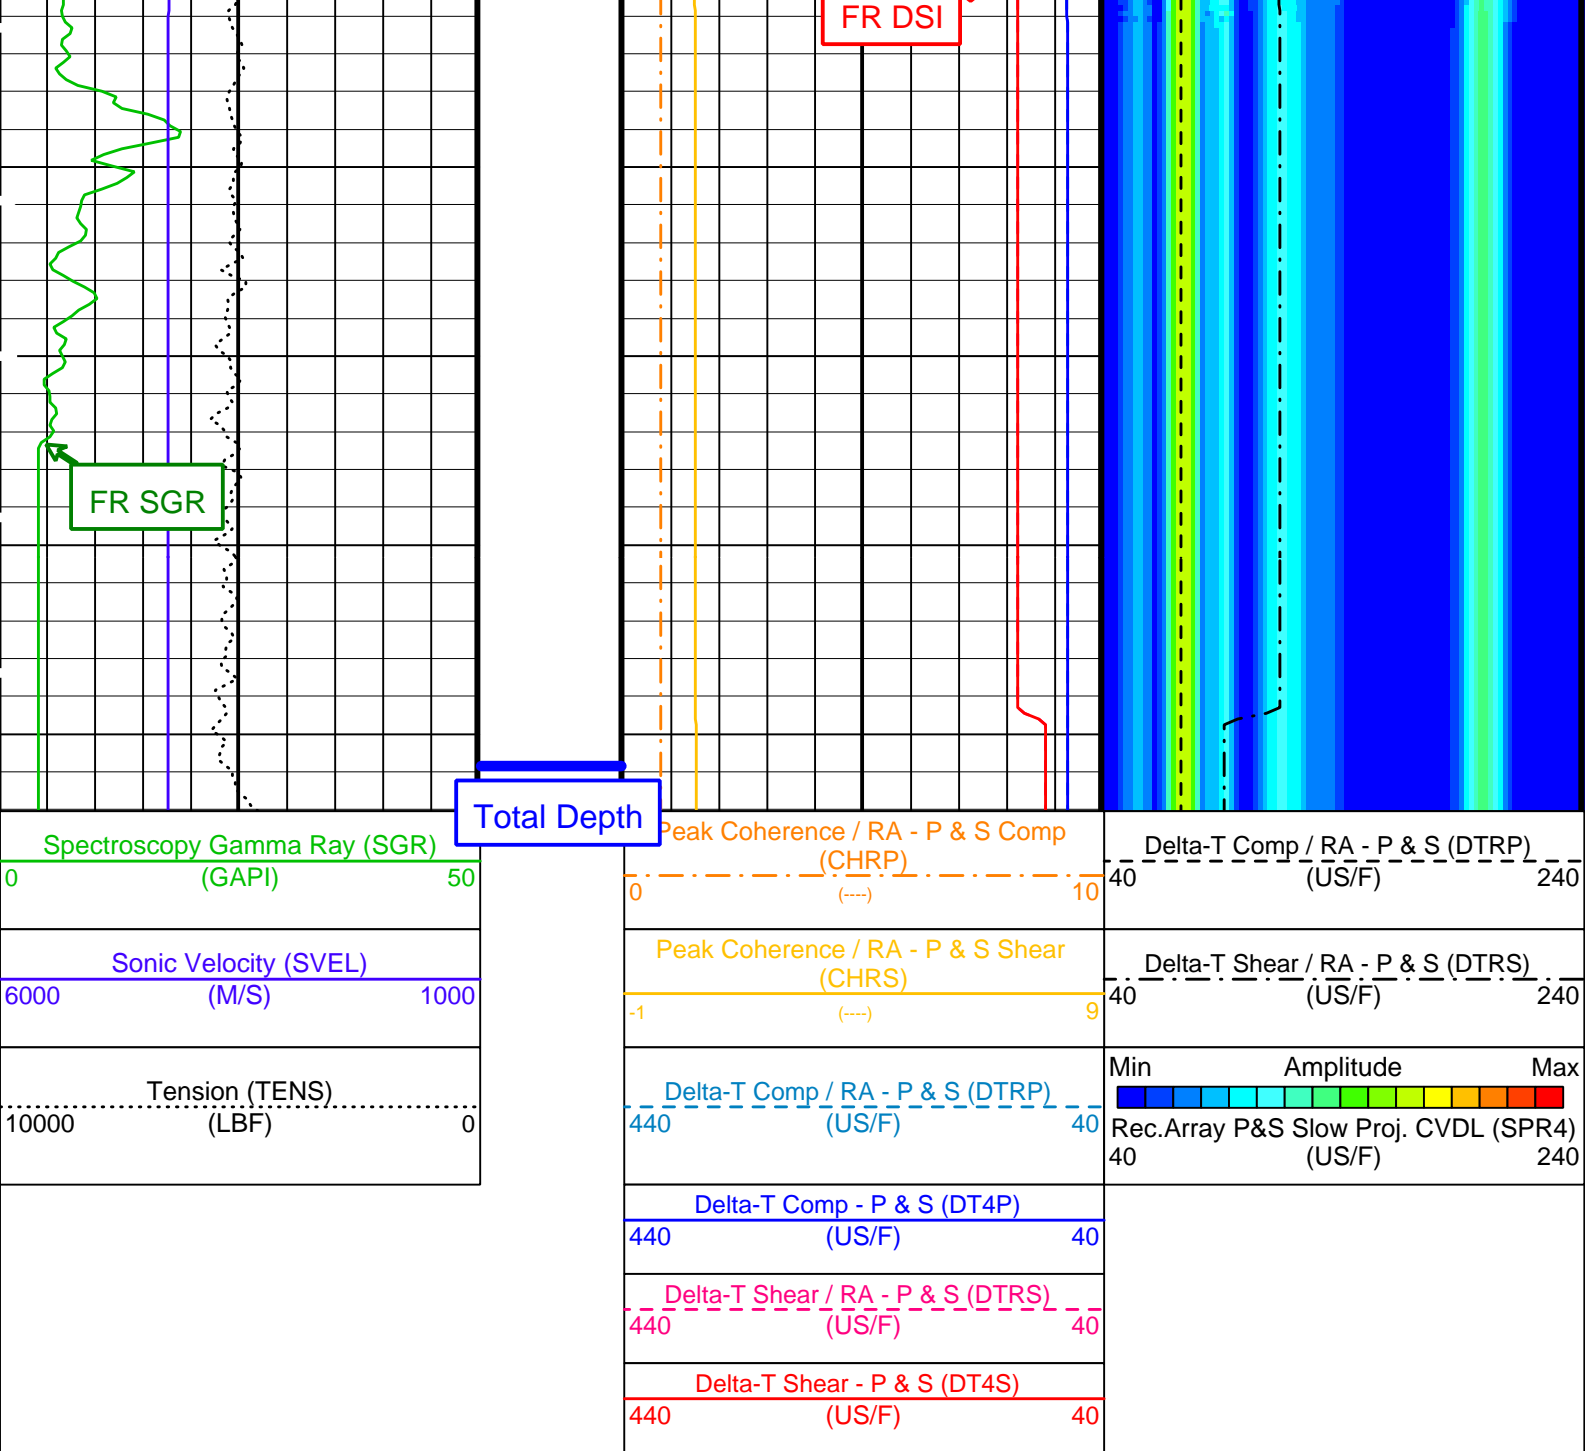 FR DSI
FR SGR
Total Depth
Spectroscopy Gamma Ray (SGR)
0 (GAPI) 50
Sonic Velocity (SVEL)
6000 (M/S) 1000
Tension (TENS)
10000 (LBF) 0
Peak Coherence / RA - P & S Comp
(CHRP)
0 (----) 10
Peak Coherence / RA - P & S Shear
(CHRS)
-1 (----) 9
Delta-T Comp / RA - P & S (DTRP)
440 (US/F) 40
Delta-T Comp - P & S (DT4P)
440 (US/F) 40
Delta-T Shear / RA - P & S (DTRS)
440 (US/F) 40
Delta-T Shear - P & S (DT4S)
440 (US/F) 40
Delta-T Comp / RA - P & S (DTRP)
40 (US/F) 240
Delta-T Shear / RA - P & S (DTRS)
40 (US/F) 240
Min Amplitude Max
Rec.Array P&S Slow Proj. CVDL (SPR4)
40 (US/F) 240